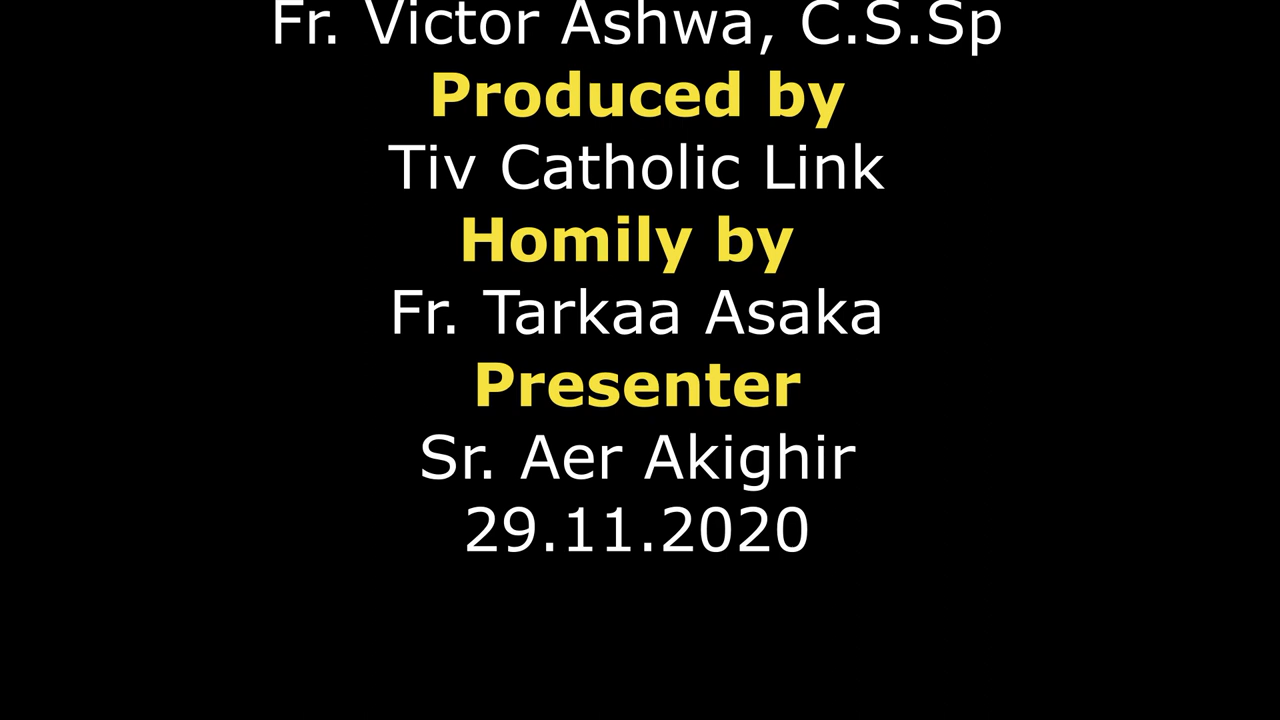 Fr. Victor Ashwa, C.S.Sp
Produced by
Tiv Catholic Link
Homily by
Fr. Tarkaa Asaka
Presenter
Sr. Aer Akighir
29.11.2020